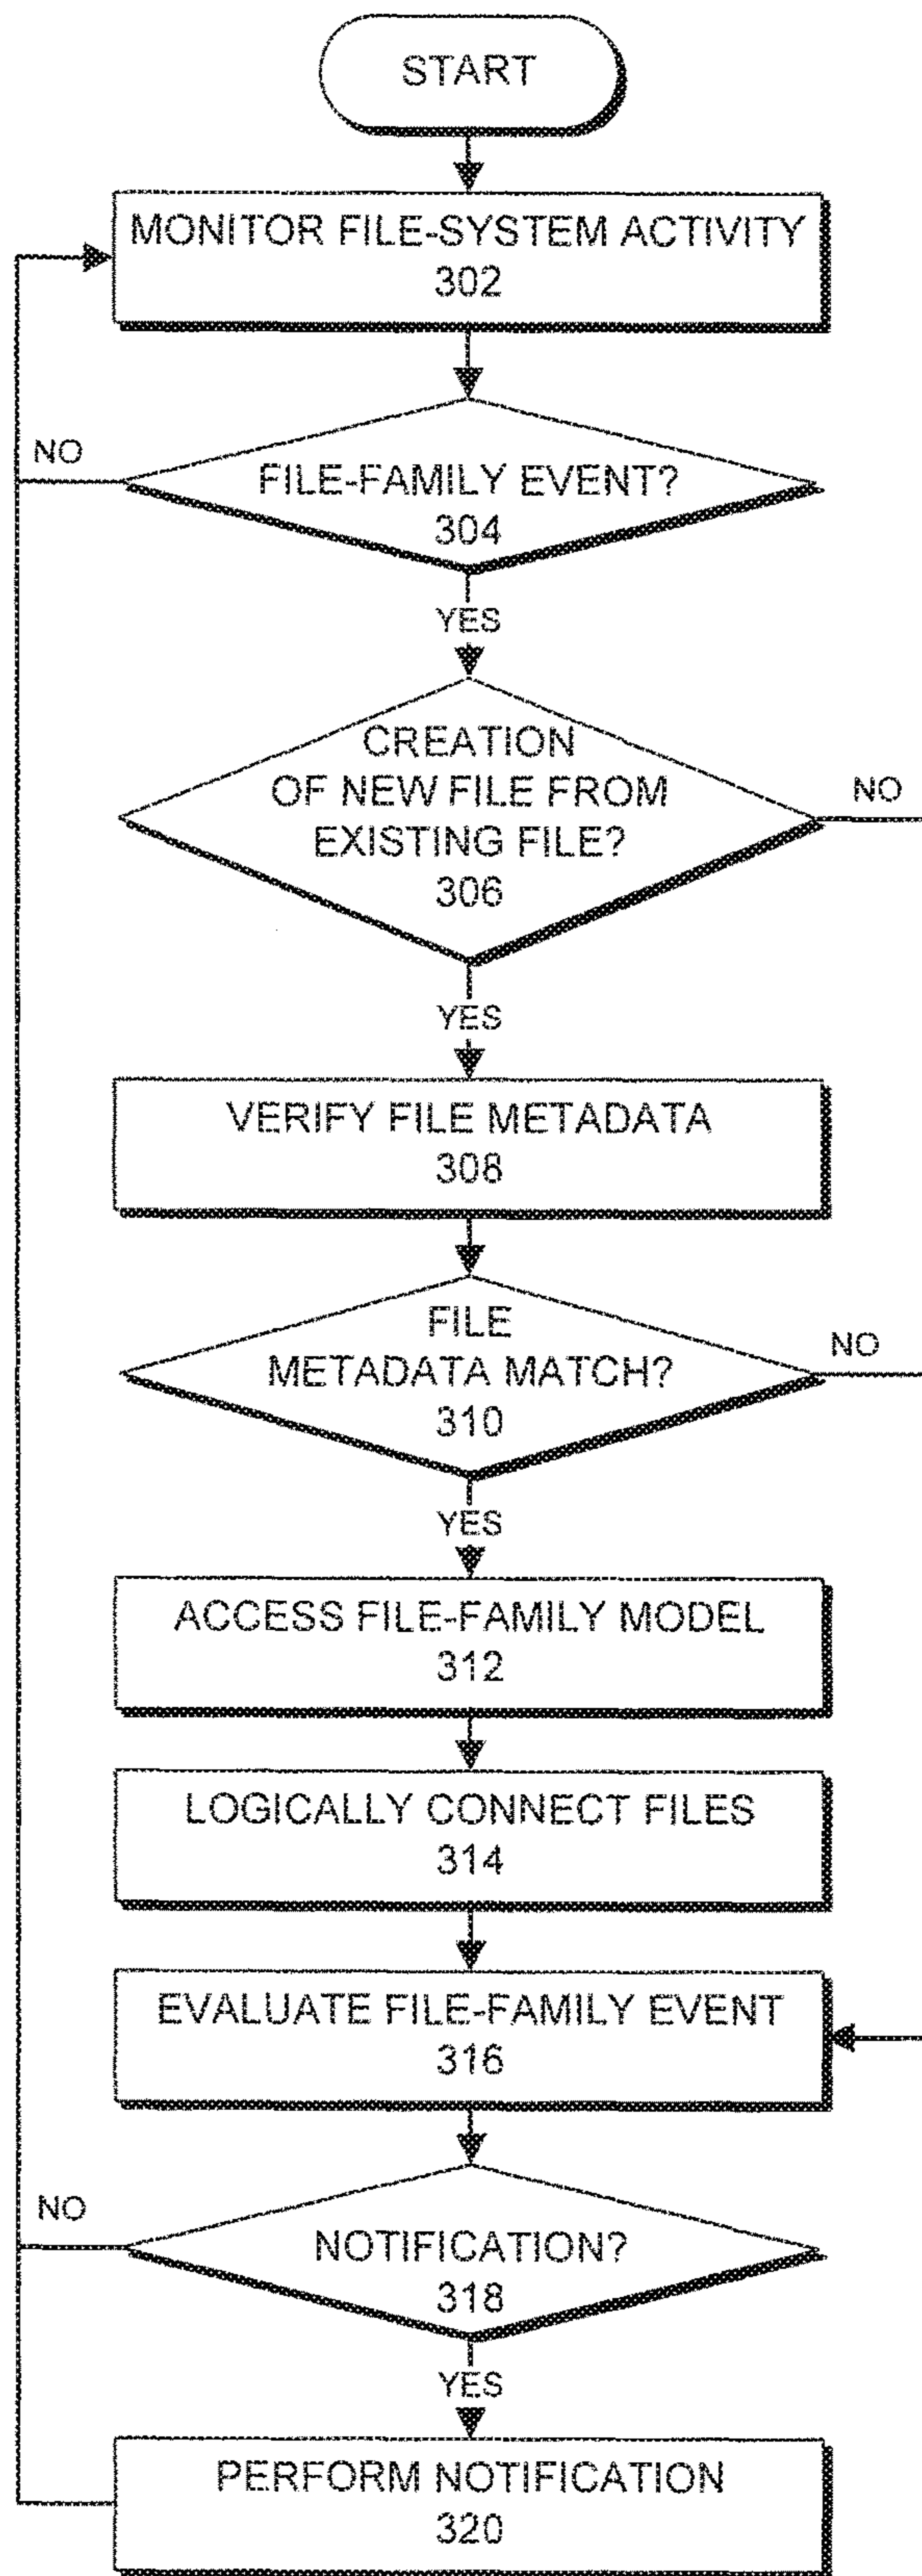 START
MONITOR FILE-SYSTEM ACTIVITY
302
NO
FILE-FAMILY EVENT?
304
YES
CREATION
OF NEW FILE FROM
EXISTING FILE?
306
NO
YES
VERIFY FILE METADATA
308
FILE
METADATA MATCH?
310
NO
YES
ACCESS FILE-FAMILY MODEL
312
LOGICALLY CONNECT FILES
314
EVALUATE FILE-FAMILY EVENT
316
NO
NOTIFICATION?
318
YES
PERFORM NOTIFICATION
320